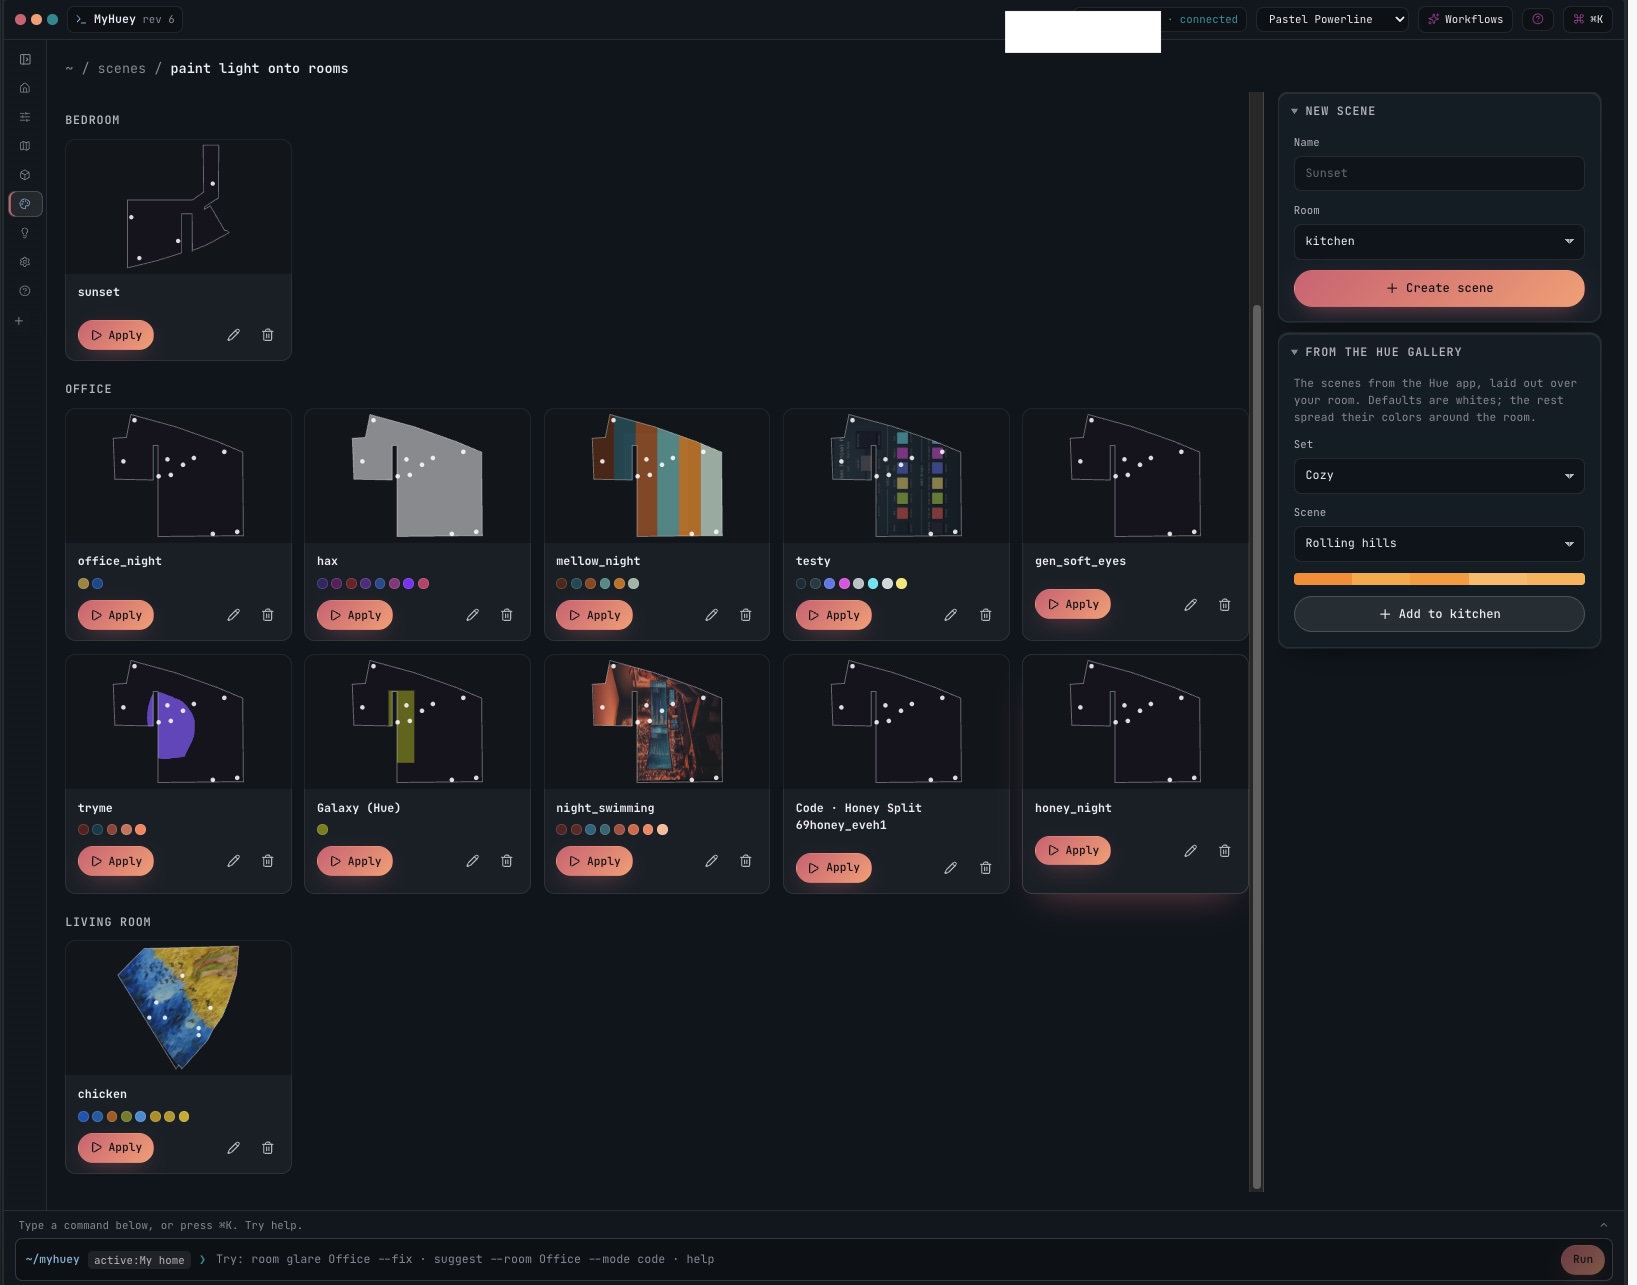 MyHuey rev 6
· connected
Pastel Powerline
Workflows
⌘K
~ / scenes / paint light onto rooms
BEDROOM
sunset
Apply
OFFICE
office_night
Apply
hax
Apply
mellow_night
Apply
testy
Apply
gen_soft_eyes
Apply
tryme
Apply
Galaxy (Hue)
Apply
night_swimming
Apply
Code · Honey Split
69honey_eveh1
Apply
honey_night
Apply
LIVING ROOM
chicken
Apply
NEW SCENE
Name
Sunset
Room
kitchen
+ Create scene
FROM THE HUE GALLERY
The scenes from the Hue app, laid out over
your room. Defaults are whites; the rest
spread their colors around the room.
Set
Cozy
Scene
Rolling hills
+ Add to kitchen
Type a command below, or press ⌘K. Try help.
~/myhuey active:My home ❯ Try: room glare Office --fix · suggest --room Office --mode code · help
Run